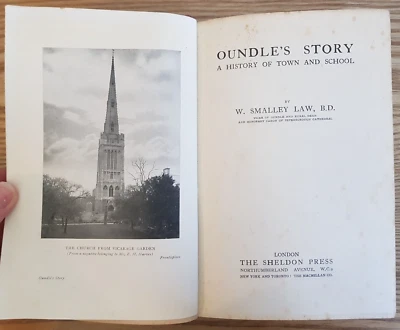 THE CHURCH FROM VICARAGE GARDEN
Frontispiece
OUNDLE'S STORY
A HISTORY OF TOWN AND SCHOOL
BY
W. SMALLEY LAW, B.D.
LONDON
THE SHELDON PRESS
NORTHUMBERLAND AVENUE, W.C.2
NEW YORK AND TORONTO: THE MACMILLAN CO.